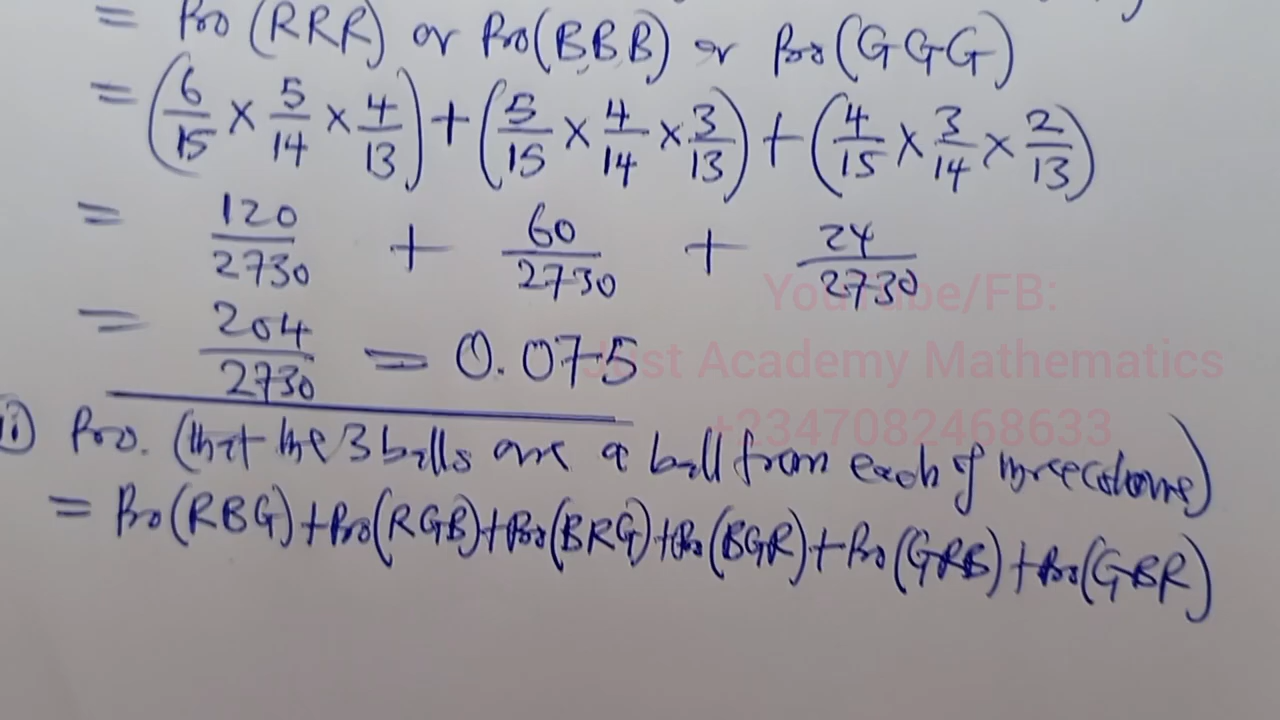 = Pro (RRR) or Pro(BBB) or Pro(GGG)
= (6/15 × 5/14 × 4/13) + (5/15 × 4/14 × 3/13) + (4/15 × 3/14 × 2/13)
= 120/2730 + 60/2730 + 24/2730
= 204/2730 = 0.075
YouTube/FB:
Just Academy Mathematics
+2347082468633
i) Pro. (that the 3 balls are a ball from each of three colours)
= Pro(RBG)+Pro(RGB)+Pro(BRG)+Pro(BGR)+Pro(GRB)+Pro(GBR)